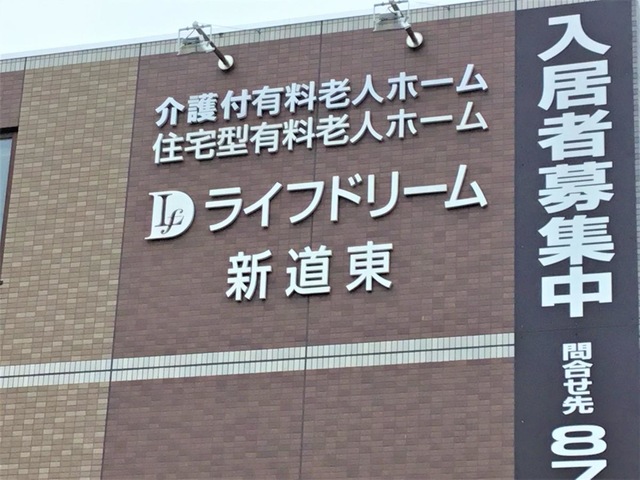 介護付有料老人ホーム
住宅型有料老人ホーム
Lf ライフドリーム
新道東
入居者募集中
問合せ先
87